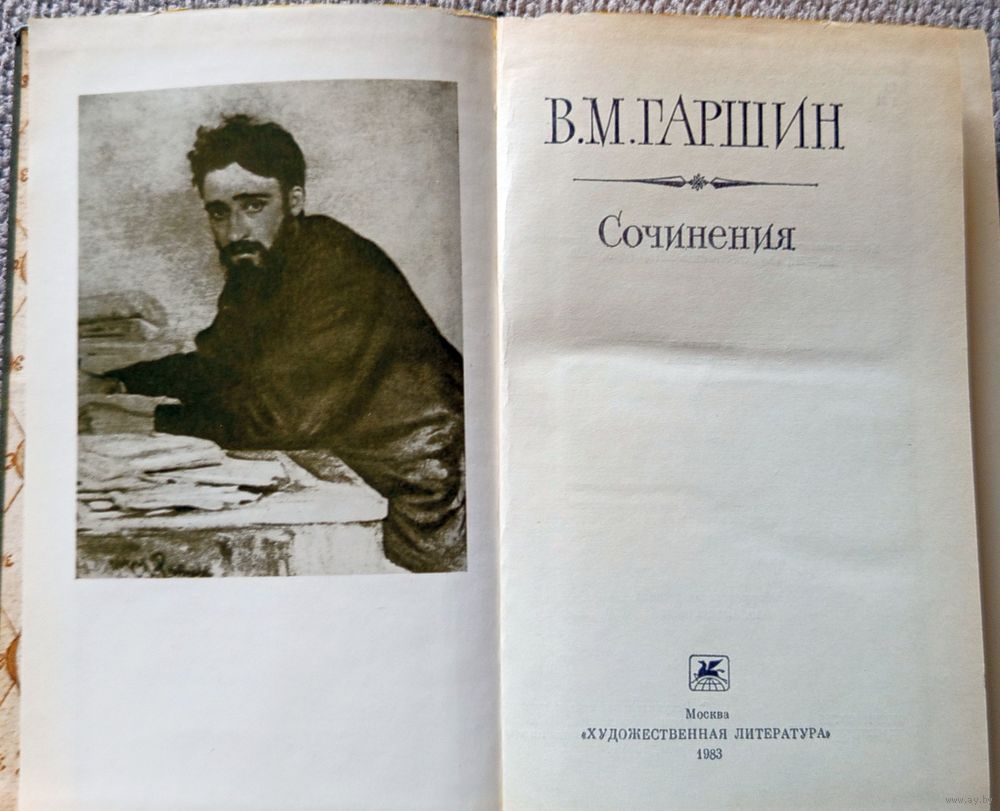 В.М.ГАРШИН
Сочинения
Москва
«ХУДОЖЕСТВЕННАЯ ЛИТЕРАТУРА»
1983